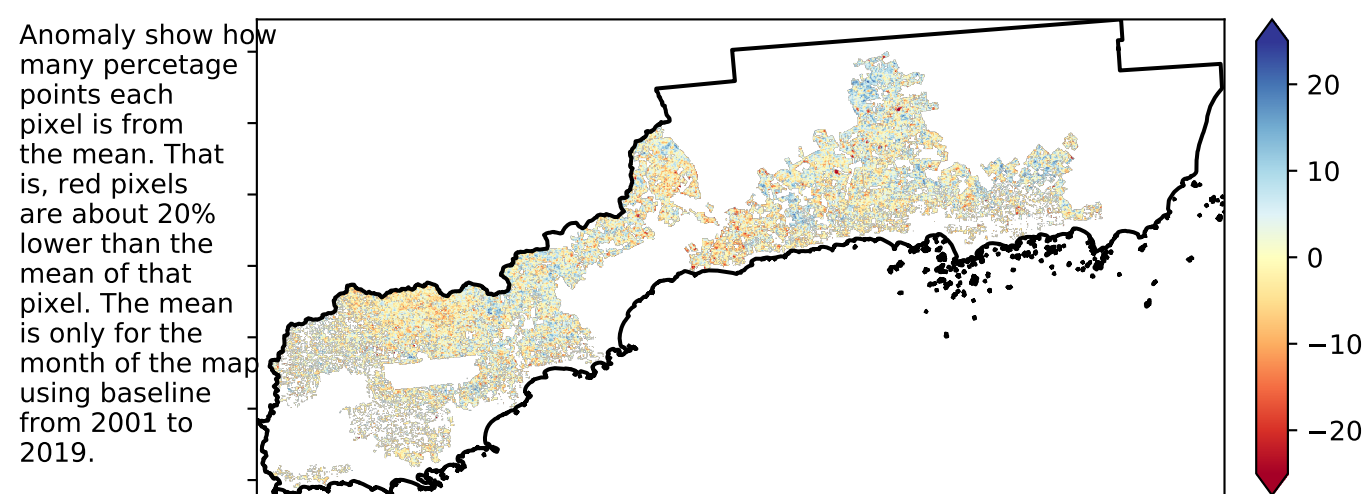 Anomaly show how
many percetage
points each
pixel is from
the mean. That
is, red pixels
are about 20%
lower than the
mean of that
pixel. The mean
is only for the
month of the map
using baseline
from 2001 to
2019.
20
10
0
−10
−20